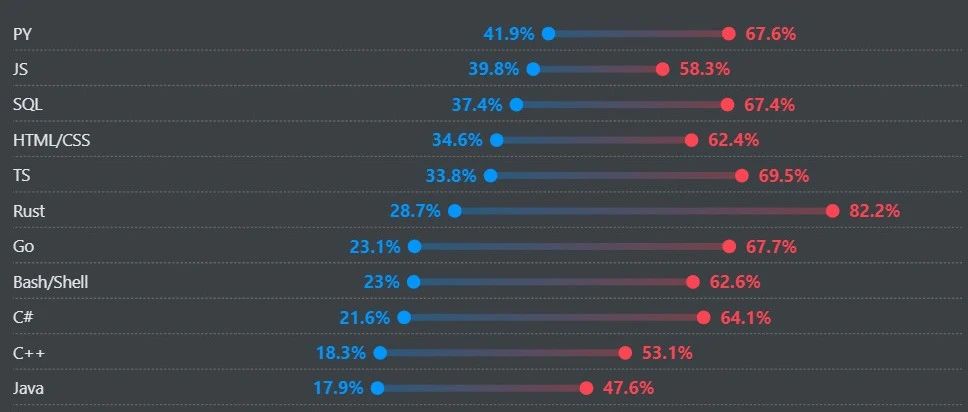 PY 41.9% 67.6%
JS 39.8% 58.3%
SQL 37.4% 67.4%
HTML/CSS 34.6% 62.4%
TS 33.8% 69.5%
Rust 28.7% 82.2%
Go 23.1% 67.7%
Bash/Shell 23% 62.6%
C# 21.6% 64.1%
C++ 18.3% 53.1%
Java 17.9% 47.6%